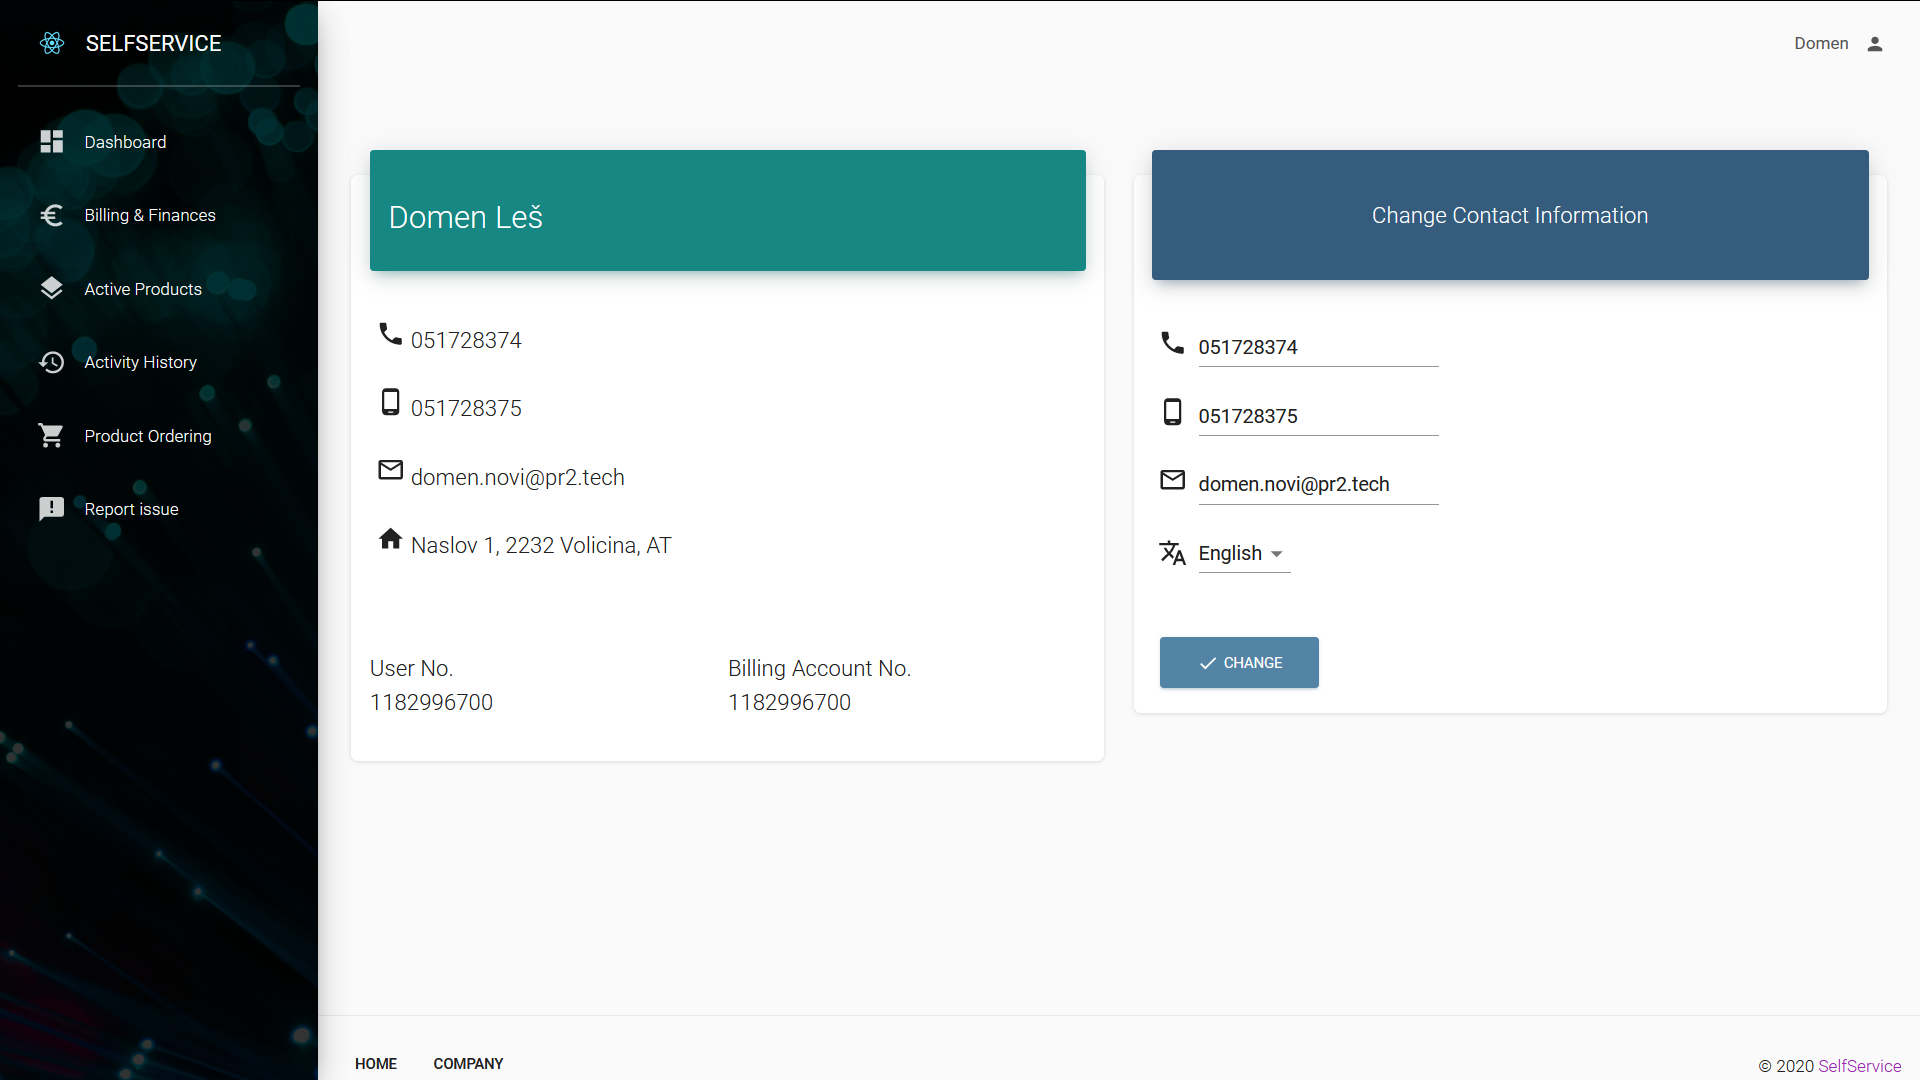 SELFSERVICE
Dashboard
Billing & Finances
Active Products
Activity History
Product Ordering
Report issue
Domen
Domen Leš
051728374
051728375
domen.novi@pr2.tech
Naslov 1, 2232 Volicina, AT
User No.
1182996700
Billing Account No.
1182996700
Change Contact Information
051728374
051728375
domen.novi@pr2.tech
English
CHANGE
HOME COMPANY
© 2020 SelfService